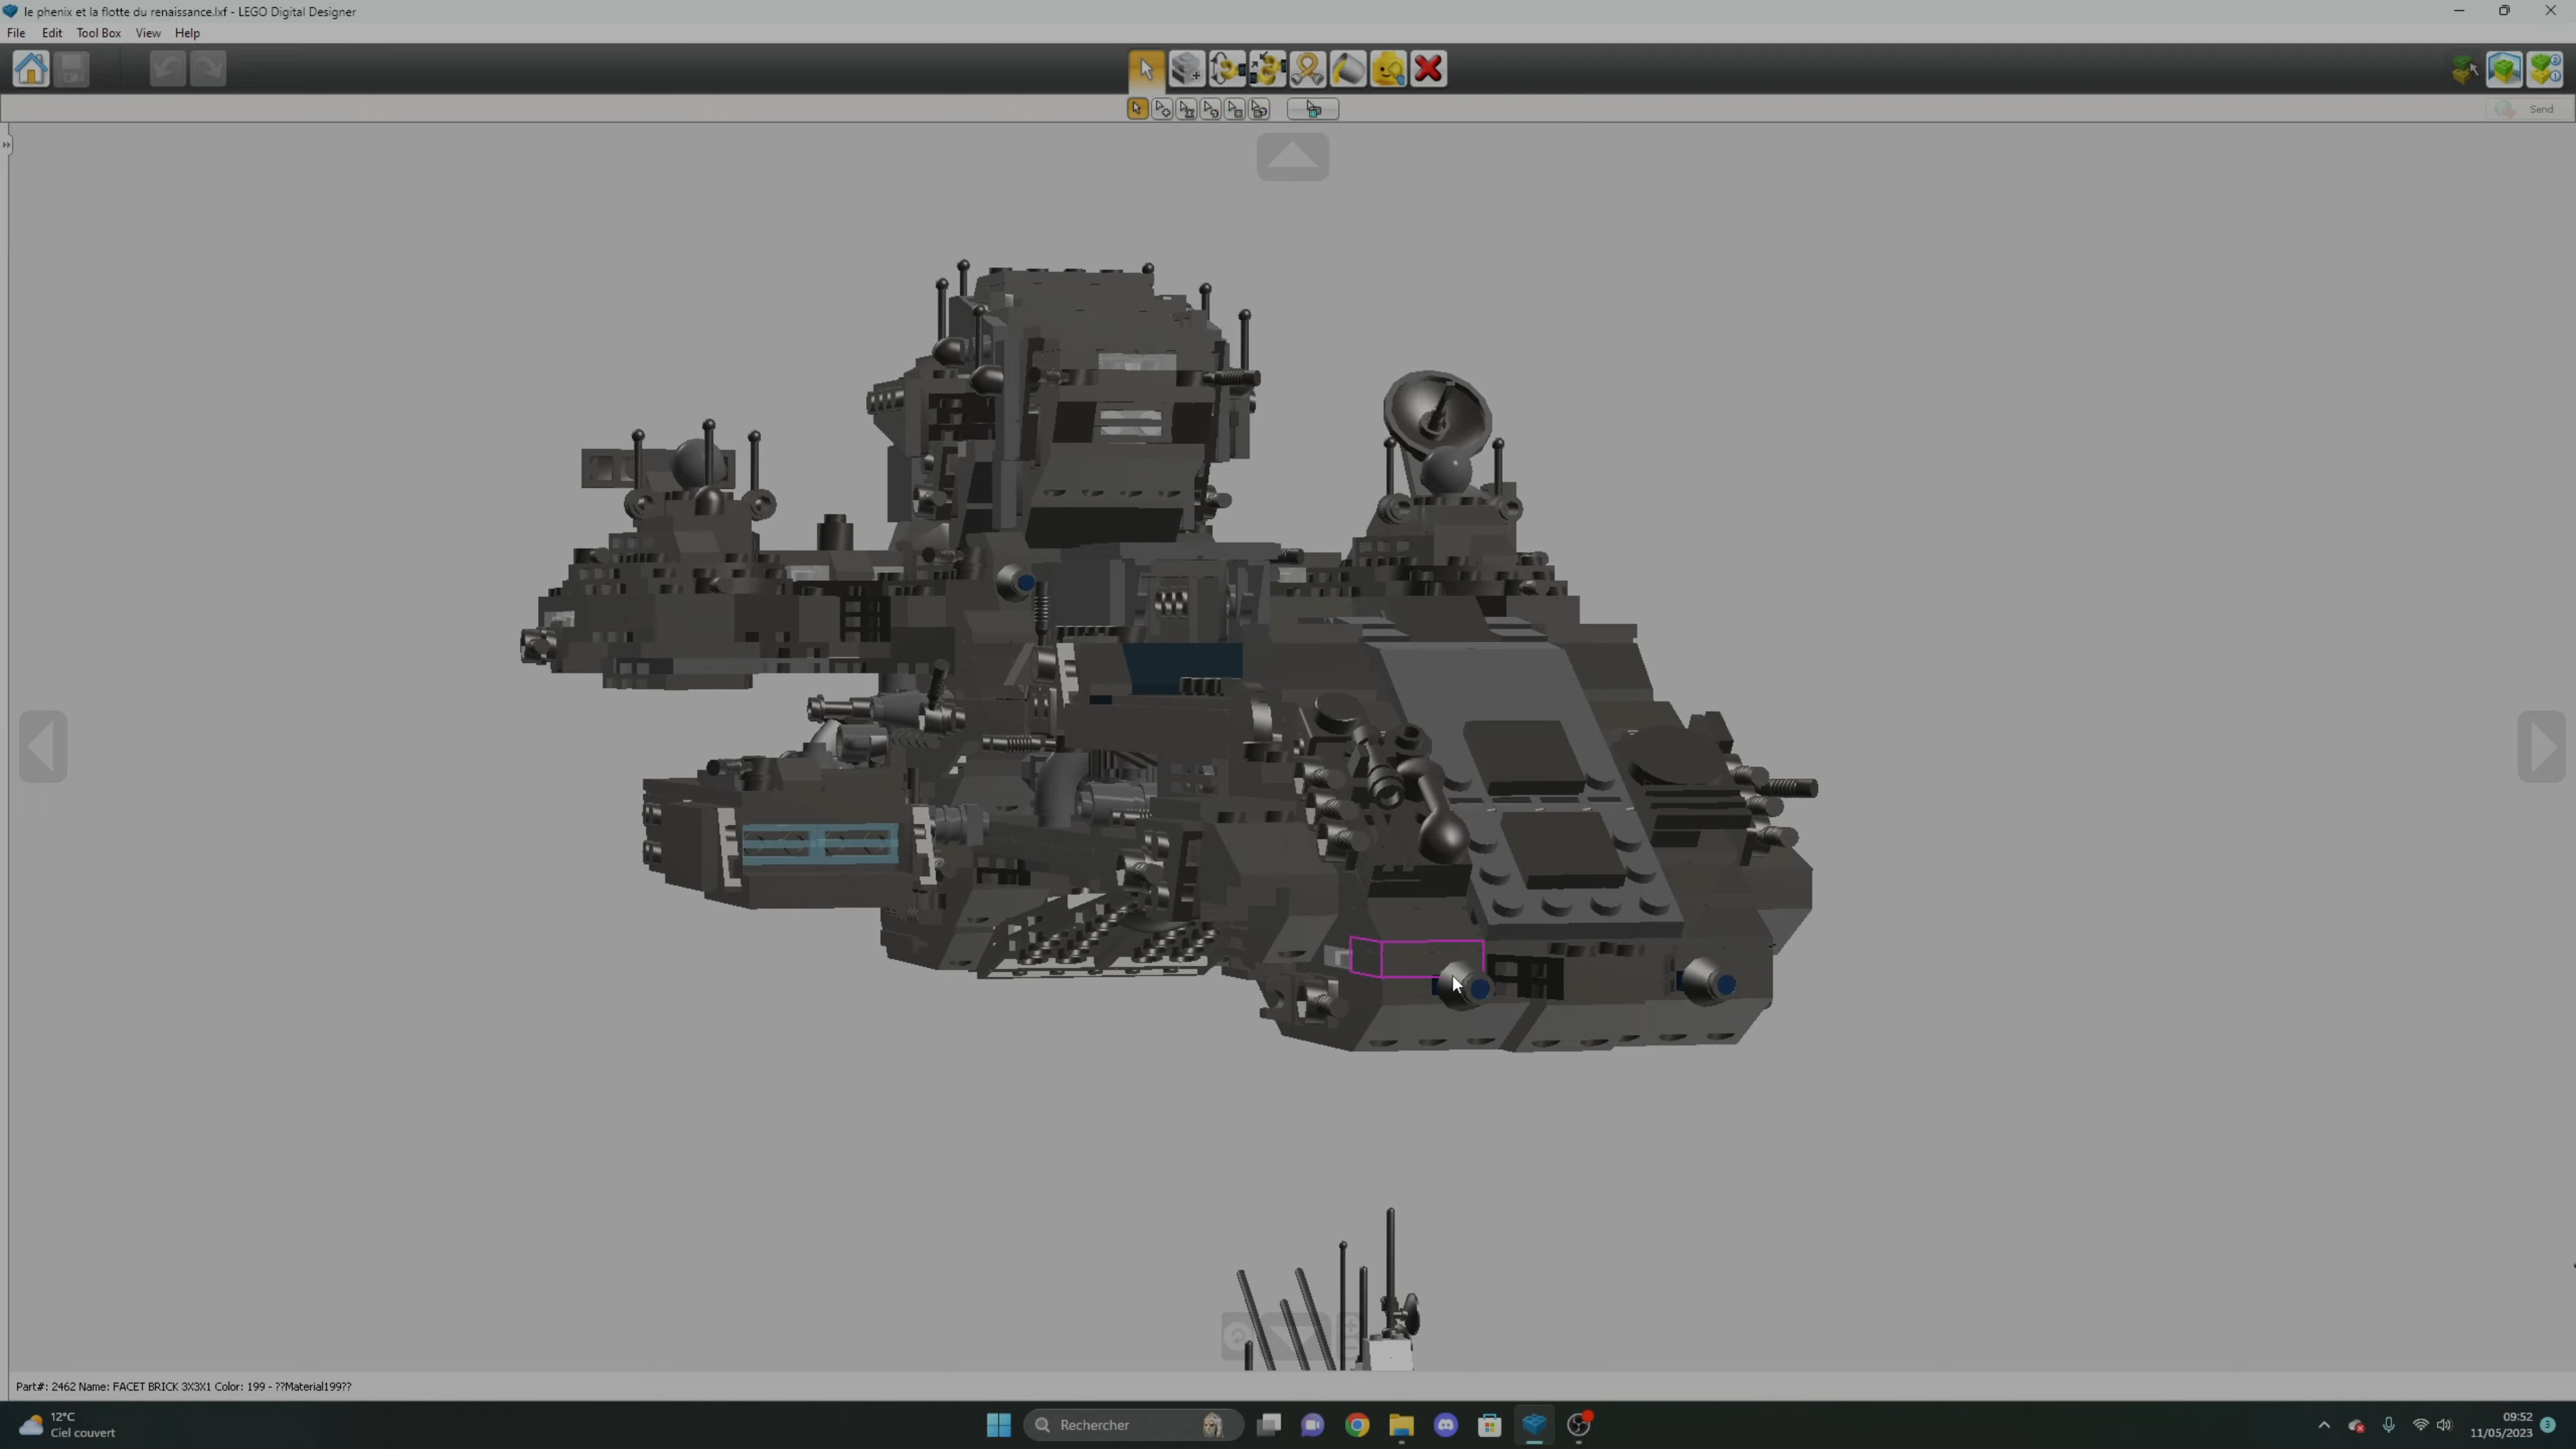 le phenix et la flotte du renaissance.lxf - LEGO Digital Designer
File Edit Tool Box View Help
Send
Part#: 2462 Name: FACET BRICK 3X3X1 Color: 199 - ??Material199??
12°C
Ciel couvert
Rechercher
09:52
11/05/2023
3